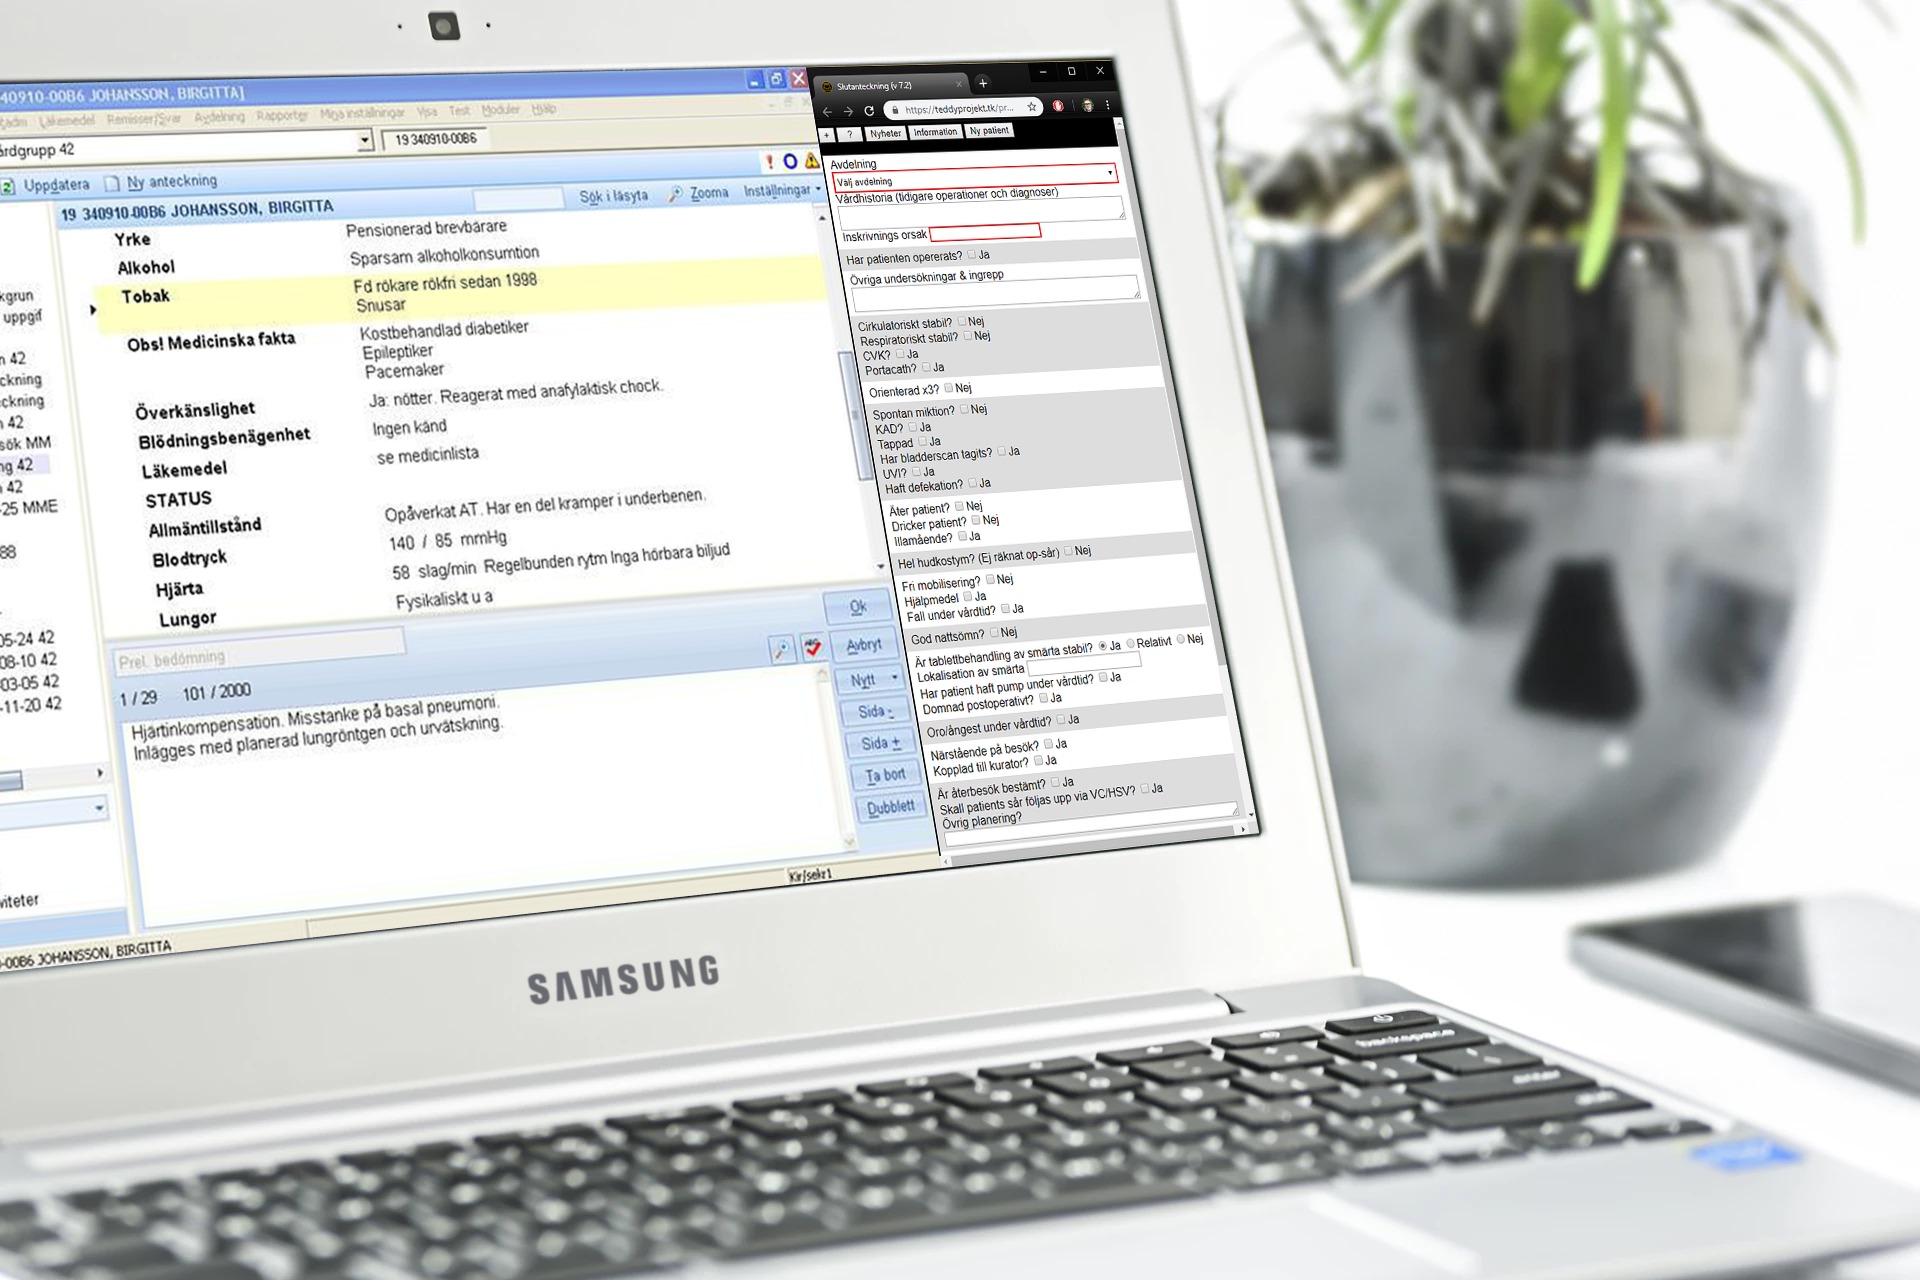 40910-00B6 JOHANSSON, BIRGITTA]
Läkemedel Remisser/Svar Avdelning Rapporter Mina inställningar Visa Test Moduler Hjälp
rdgrupp 42
19 340910-00B6
Uppdatera Ny anteckning
Sök i läsyta Zooma Inställningar
19 340910-00B6 JOHANSSON, BIRGITTA
Yrke Pensionerad brevbärare
Alkohol Sparsam alkoholkonsumtion
Tobak Fd rökare rökfri sedan 1998
Snusar
Obs! Medicinska fakta Kostbehandlad diabetiker
Epileptiker
Pacemaker
Överkänslighet Ja: nötter. Reagerat med anafylaktisk chock.
Blödningsbenägenhet Ingen känd
Läkemedel se medicinlista
STATUS
Allmäntillstånd Opåverkat AT. Har en del kramper i underbenen.
Blodtryck 140 / 85 mmHg
Hjärta 58 slag/min Regelbunden rytm Inga hörbara biljud
Lungor Fysikaliskt u a
kgrun
uppgif
42
ckning
ckning
42
sök MM
ng 42
42
-25 MME
88
05-24 42
08-10 42
-03-05 42
-11-20 42
viteter
Prel. bedömning
1 / 29 101 / 2000
Hjärtinkompensation. Misstanke på basal pneumoni.
Inlägges med planerad lungröntgen och urvätskning.
Ok
Avbryt
Nytt
Sida -
Sida +
Ta bort
Dubblett
Kir/sekr1
-00B6 JOHANSSON, BIRGITTA
Slutanteckning (v 7.2)
https://teddyprojekt.tk/pr...
+ ? Nyheter Information Ny patient
Avdelning
Välj avdelning
Vårdhistoria (tidigare operationer och diagnoser)
Inskrivnings orsak
Har patienten opererats? Ja
Övriga undersökningar & ingrepp
Cirkulatoriskt stabil? Nej
Respiratoriskt stabil? Nej
CVK? Ja
Portacath? Ja
Orienterad x3? Nej
Spontan miktion? Nej
KAD? Ja
Tappad Ja
Har bladderscan tagits? Ja
UVI? Ja
Haft defekation? Ja
Äter patient? Nej
Dricker patient? Nej
Illamående? Ja
Hel hudkostym? (Ej räknat op-sår) Nej
Fri mobilisering? Nej
Hjälpmedel Ja
Fall under vårdtid? Ja
God nattsömn? Nej
Är tablettbehandling av smärta stabil? Ja Relativt Nej
Lokalisation av smärta
Har patient haft pump under vårdtid? Ja
Domnad postoperativt? Ja
Oro/ångest under vårdtid? Ja
Närstående på besök? Ja
Kopplad till kurator? Ja
Är återbesök bestämt? Ja
Skall patients sår följas upp via VC/HSV? Ja
Övrig planering?
SAMSUNG
backspace
enter